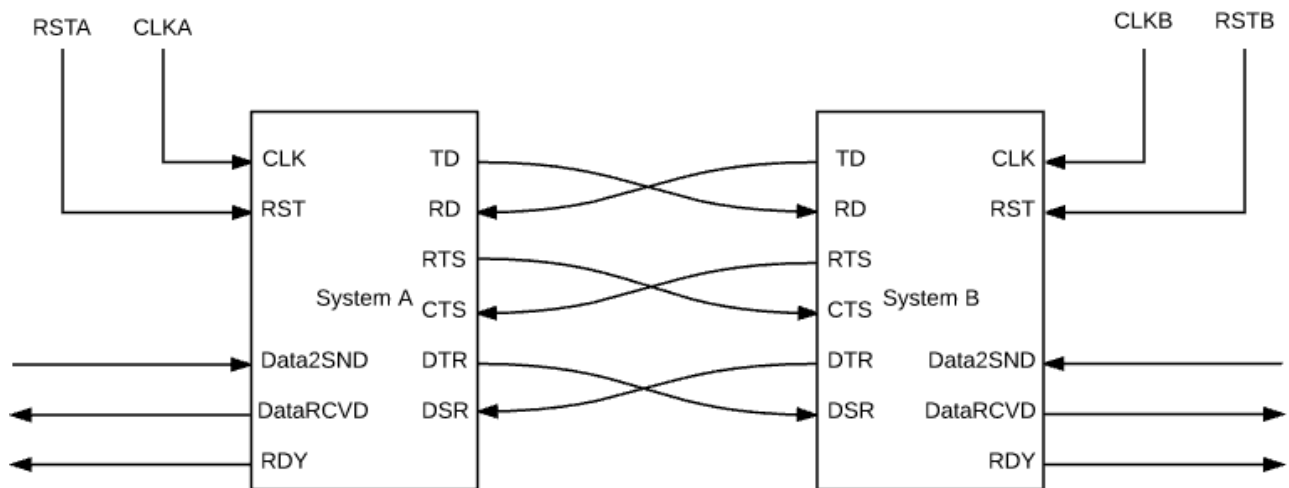 RSTA CLKA CLKB RSTB
CLK TD TD CLK
RST RD RD RST
RTS RTS
System A CTS CTS System B
Data2SND DTR DTR Data2SND
DataRCVD DSR DSR DataRCVD
RDY RDY